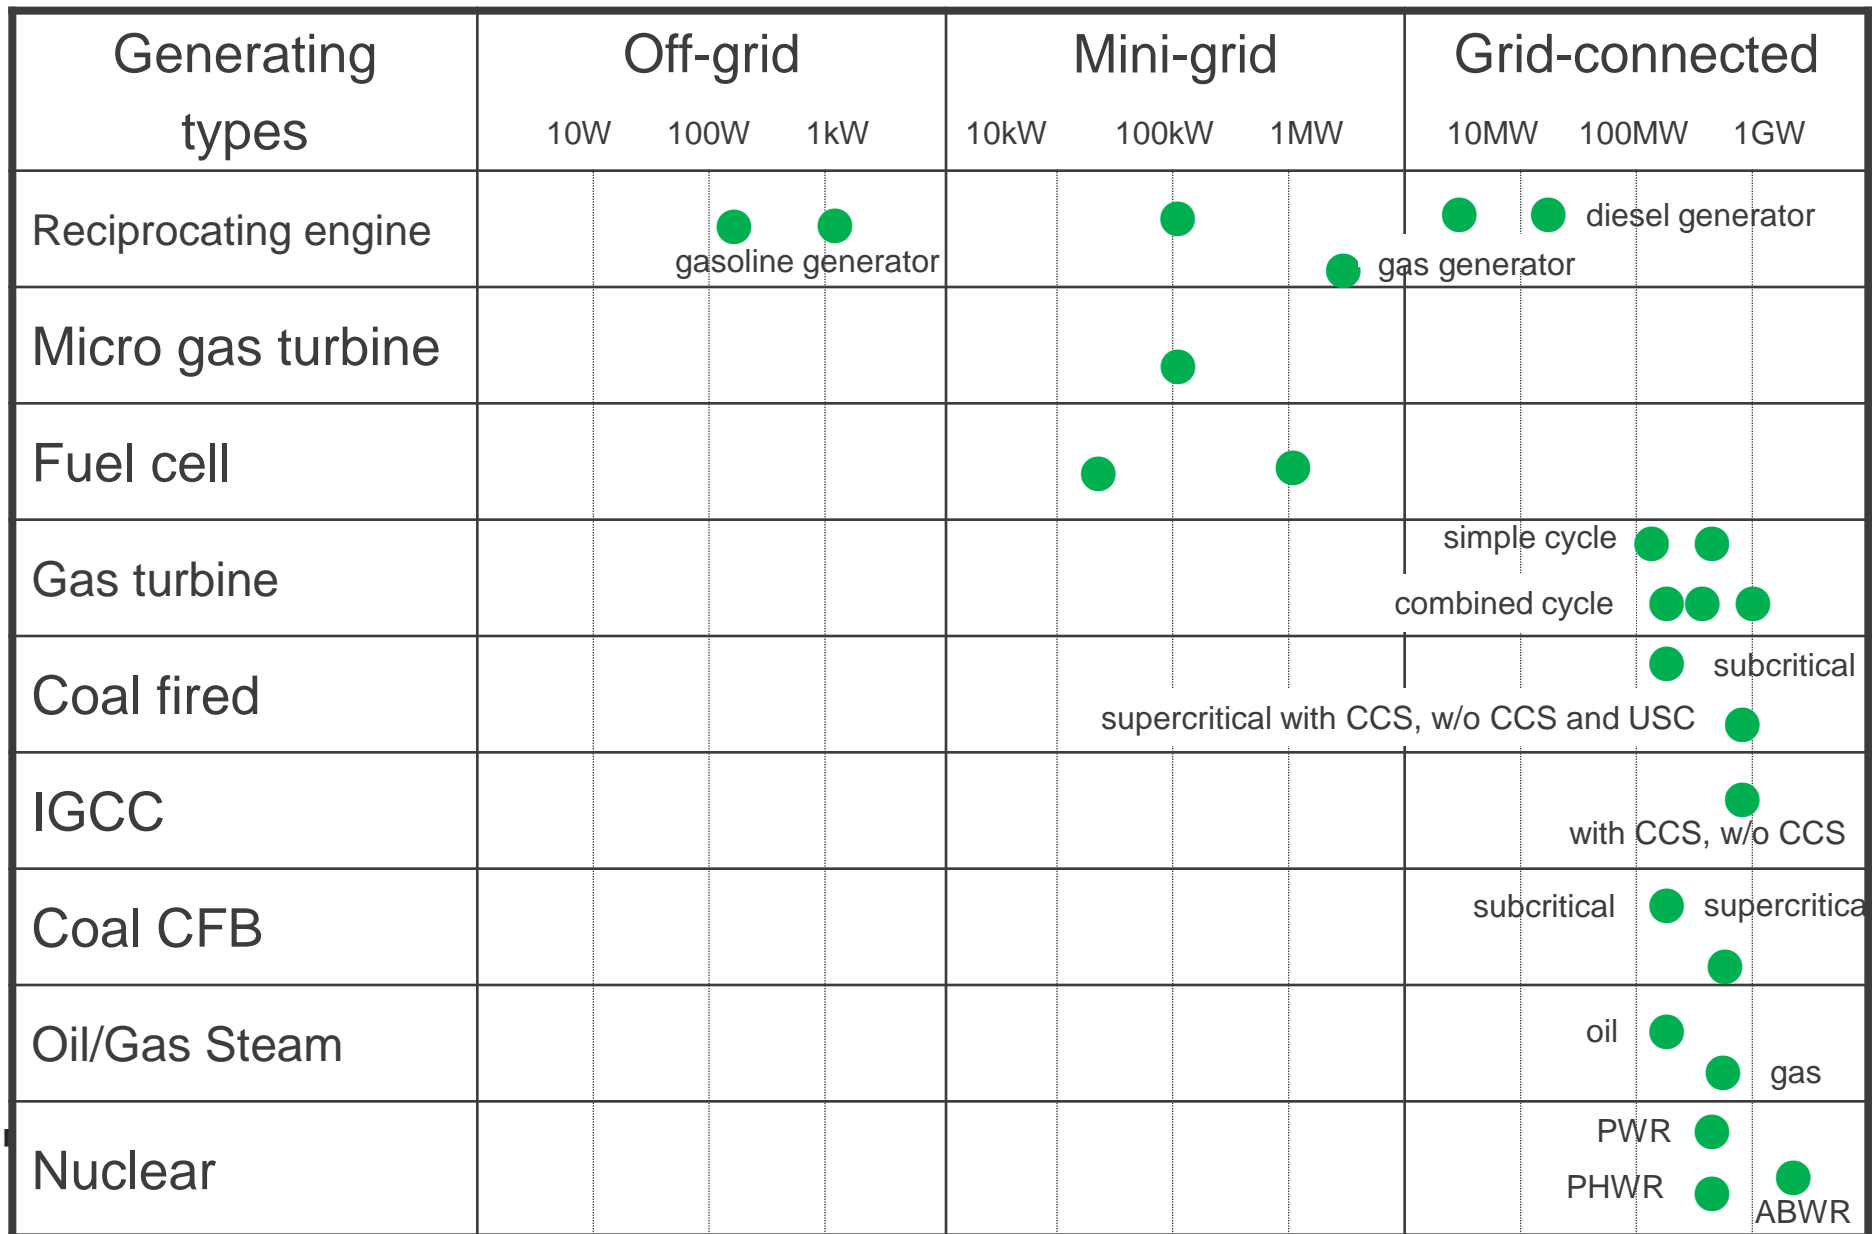 Generating types
Off-grid
Mini-grid
Grid-connected
10W 100W 1kW 10kW 100kW 1MW 10MW 100MW 1GW
Reciprocating engine
diesel generator
gasoline generator
gas generator
Micro gas turbine
Fuel cell
Gas turbine
simple cycle
combined cycle
Coal fired
subcritical
supercritical with CCS, w/o CCS and USC
IGCC
with CCS, w/o CCS
Coal CFB
subcritical
supercritica
Oil/Gas Steam
oil
gas
Nuclear
PWR
PHWR
ABWR